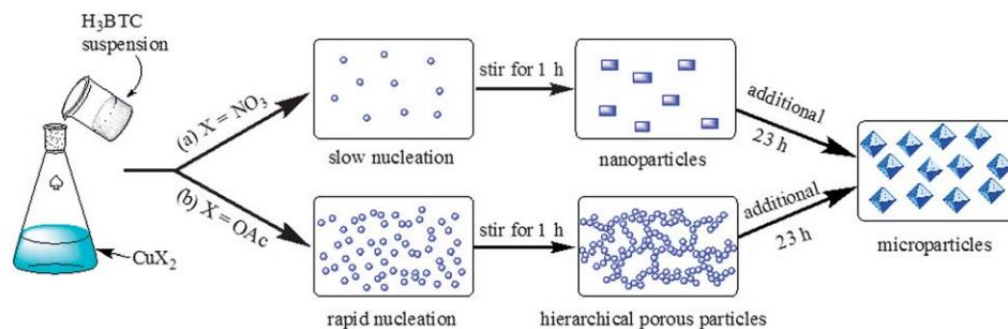 H₃BTC
suspension
CuX₂
(a) X = NO₃
(b) X = OAc
slow nucleation
stir for 1 h
nanoparticles
additional
23 h
rapid nucleation
stir for 1 h
hierarchical porous particles
additional
23 h
microparticles